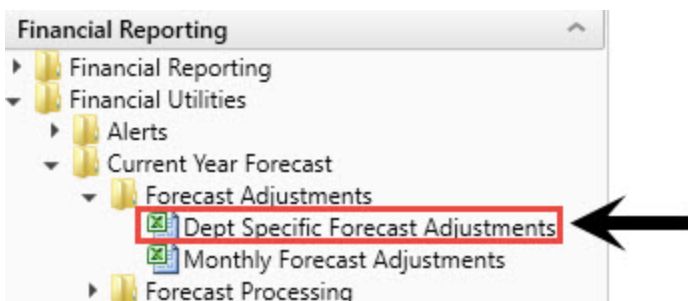 Financial Reporting
Financial Reporting
Financial Utilities
Alerts
Current Year Forecast
Forecast Adjustments
Dept Specific Forecast Adjustments
Monthly Forecast Adjustments
Forecast Processing